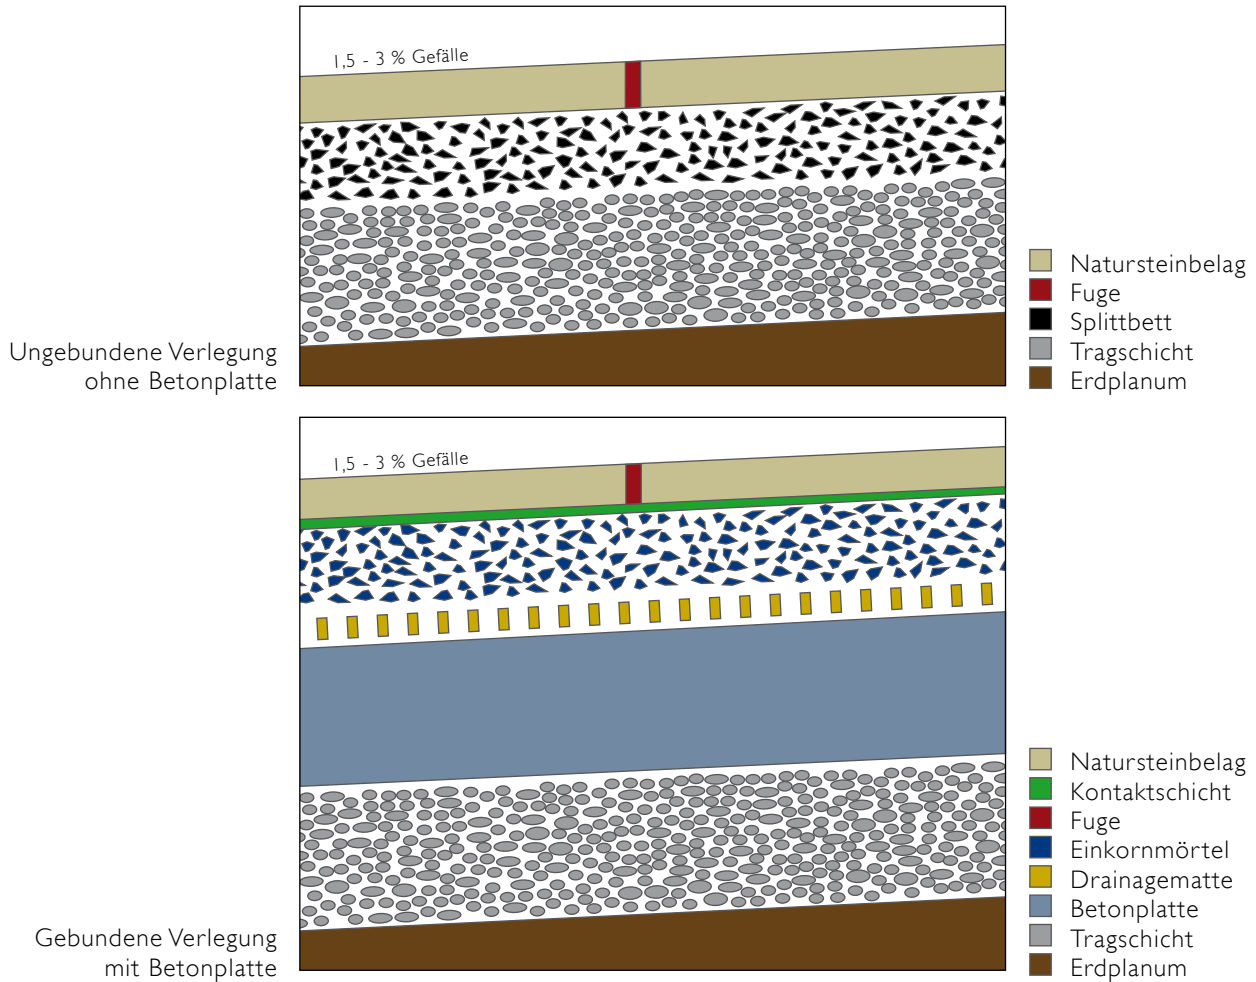 1,5 - 3 % Gefälle
Natursteinbelag
Fuge
Splittbett
Tragschicht
Erdplanum
Ungebundene Verlegung
ohne Betonplatte
1,5 - 3 % Gefälle
Natursteinbelag
Kontaktschicht
Fuge
Einkornmörtel
Drainagematte
Betonplatte
Tragschicht
Erdplanum
Gebundene Verlegung
mit Betonplatte